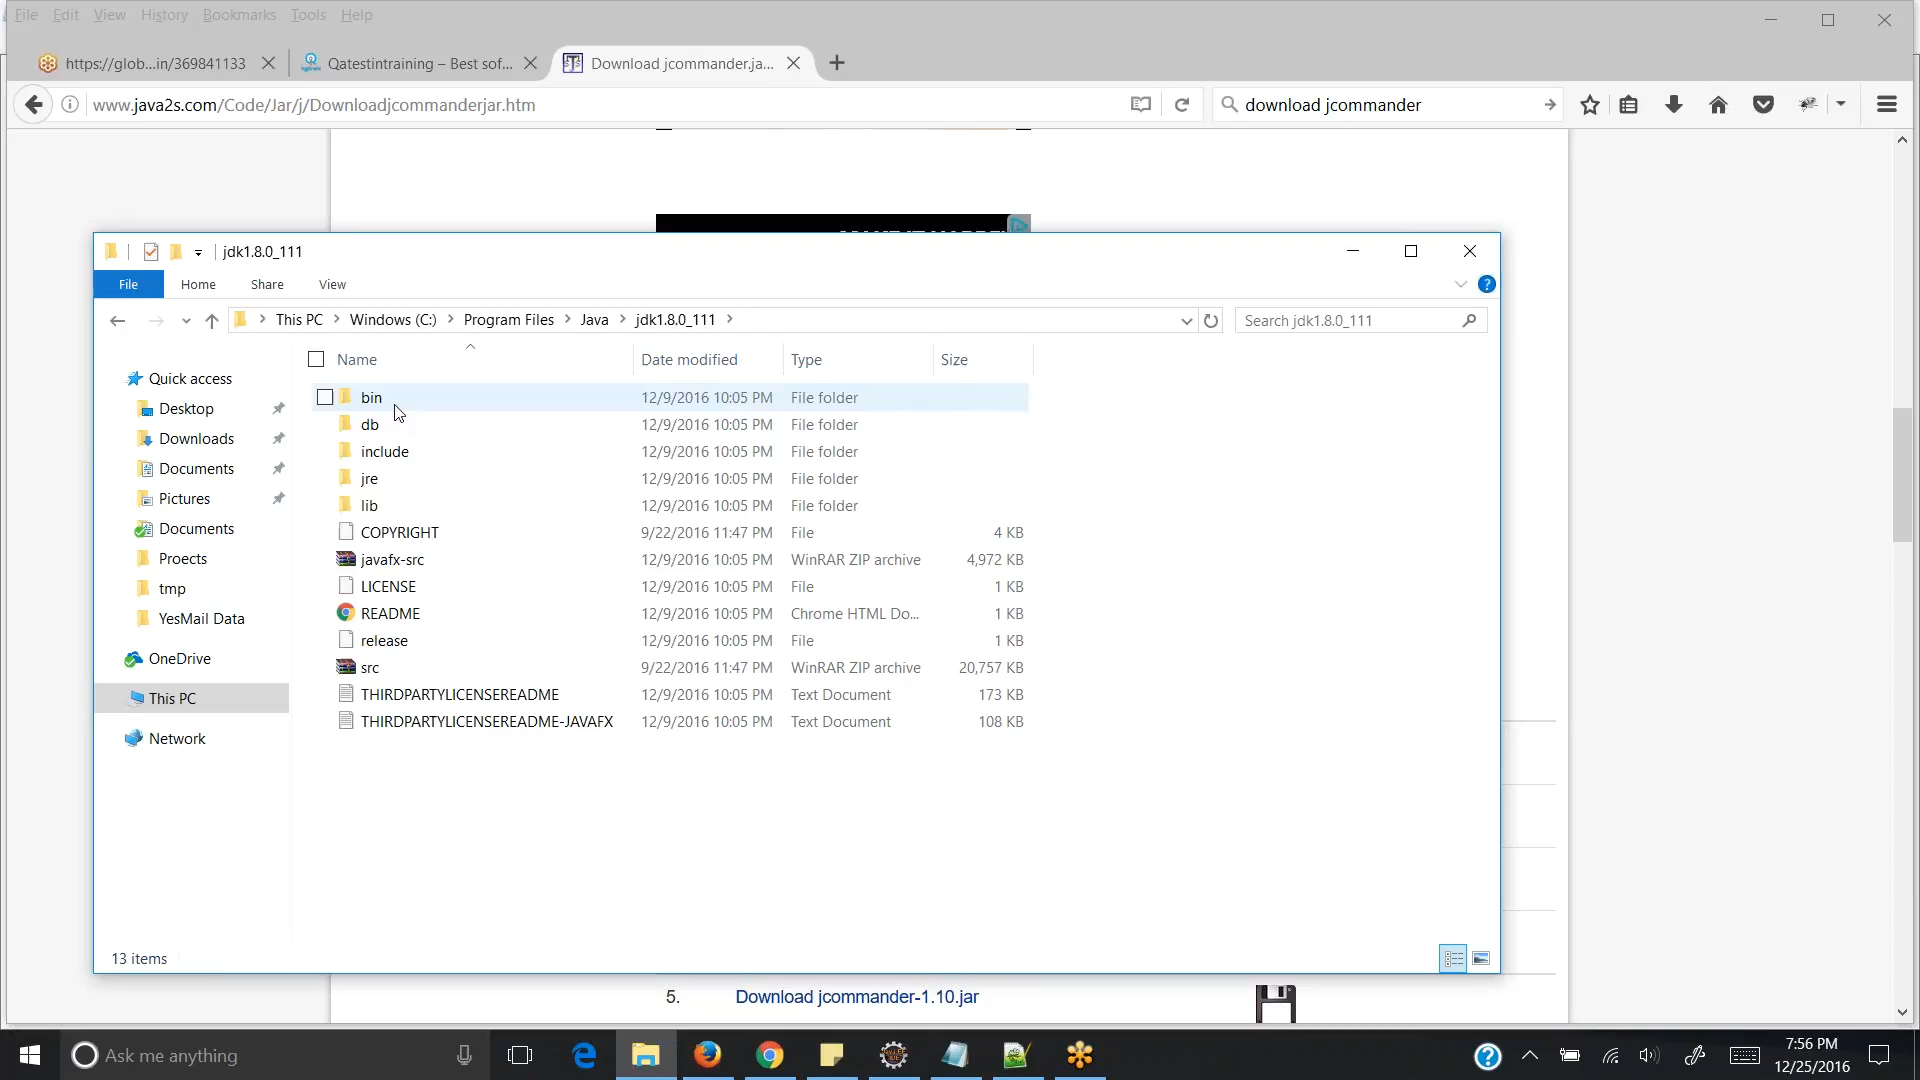 File Edit View History Bookmarks Tools Help
https://glob...in/369841133 Qatestintraining – Best sof... Download jcommander.ja...
www.java2s.com/Code/Jar/j/Downloadjcommanderjar.htm download jcommander
jdk1.8.0_111
File Home Share View
This PC Windows (C:) Program Files Java jdk1.8.0_111 Search jdk1.8.0_111
Name Date modified Type Size
Quick access
Desktop
Downloads
Documents
Pictures
Documents
Proects
tmp
YesMail Data
OneDrive
This PC
Network
bin 12/9/2016 10:05 PM File folder
db 12/9/2016 10:05 PM File folder
include 12/9/2016 10:05 PM File folder
jre 12/9/2016 10:05 PM File folder
lib 12/9/2016 10:05 PM File folder
COPYRIGHT 9/22/2016 11:47 PM File 4 KB
javafx-src 12/9/2016 10:05 PM WinRAR ZIP archive 4,972 KB
LICENSE 12/9/2016 10:05 PM File 1 KB
README 12/9/2016 10:05 PM Chrome HTML Do... 1 KB
release 12/9/2016 10:05 PM File 1 KB
src 9/22/2016 11:47 PM WinRAR ZIP archive 20,757 KB
THIRDPARTYLICENSEREADME 12/9/2016 10:05 PM Text Document 173 KB
THIRDPARTYLICENSEREADME-JAVAFX 12/9/2016 10:05 PM Text Document 108 KB
13 items
5. Download jcommander-1.10.jar
Ask me anything
7:56 PM
12/25/2016